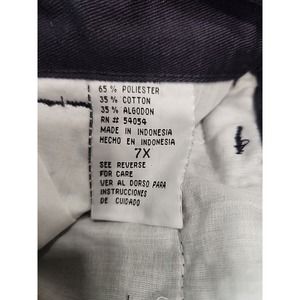 65% POLIESTER
35% COTTON
35% ALGODON
RN # 54054
MADE IN INDONESIA
HECHO EN INDONESIA
7X
SEE REVERSE
FOR CARE
VER AL DORSO PARA
INSTRUCCIONES
DE CUIDADO